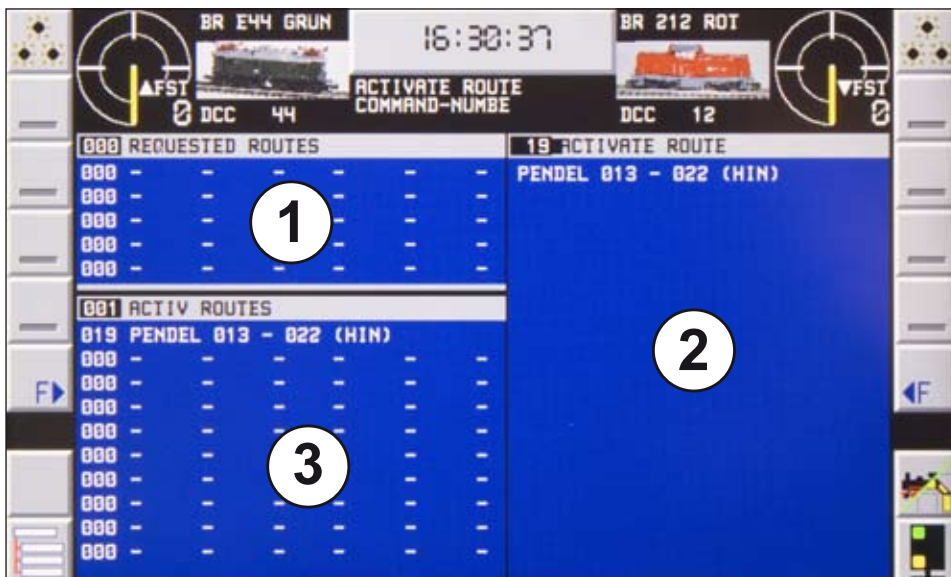 BR E44 GRUN
16:30:37
BR 212 ROT
▲FST
0
DCC 44
ACTIVATE ROUTE
COMMAND-NUMBE
DCC 12
▼FST
0
000 REQUESTED ROUTES
000 - - - - - -
000 - - - - -
000 - - - - -
000 - - - - - -
000 - - - - - -
1
001 ACTIV ROUTES
019 PENDEL 013 - 022 (HIN)
000 - - - - - -
000 - - - - - -
000 - - - - - -
000 - - - - - -
000 - - - - -
000 - - - - -
000 - - - - - -
000 - - - - - -
000 - - - - - -
3
19 ACTIVATE ROUTE
PENDEL 013 - 022 (HIN)
2
F▶
◀F